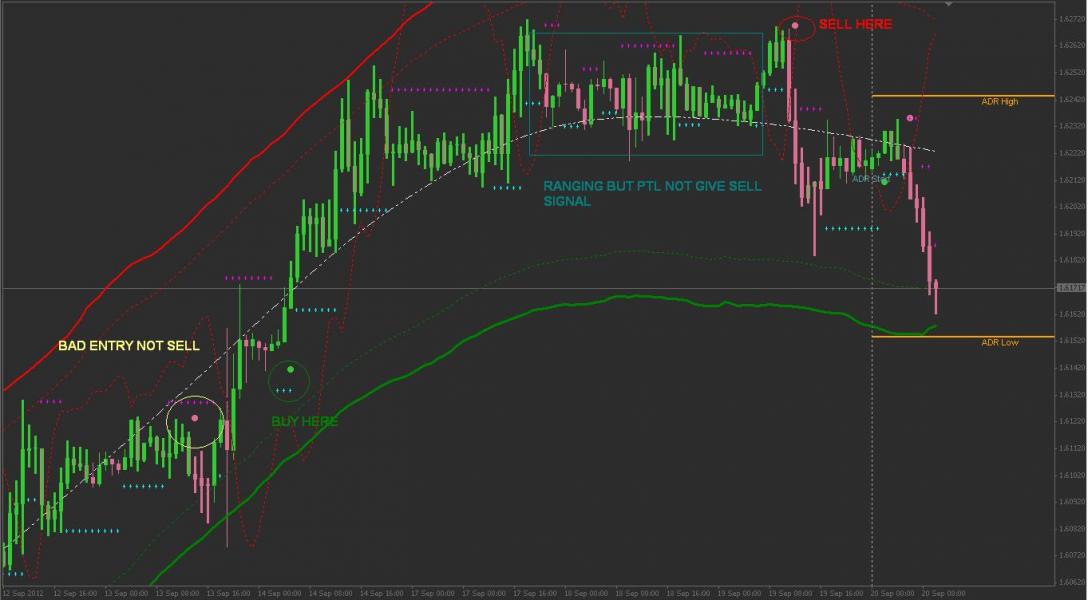 1.62720
SELL HERE
1.62620
1.62520
ADR High
1.62420
1.62320
1.62220
ADR Start
1.62120
RANGING BUT PTL NOT GIVE SELL
SIGNAL
1.62020
1.61920
1.61820
1.61717
1.61620
BAD ENTRY NOT SELL
ADR Low
1.61520
1.61420
1.61320
BUY HERE
1.61220
1.61120
1.61020
1.60920
1.60820
1.60720
1.60620
12 Sep 2012
12 Sep 16:00
13 Sep 00:00
13 Sep 08:00
13 Sep 16:00
14 Sep 00:00
14 Sep 08:00
14 Sep 16:00
17 Sep 00:00
17 Sep 08:00
17 Sep 16:00
18 Sep 00:00
18 Sep 08:00
18 Sep 16:00
19 Sep 00:00
19 Sep 08:00
19 Sep 16:00
20 Sep 00:00
20 Sep 08:00